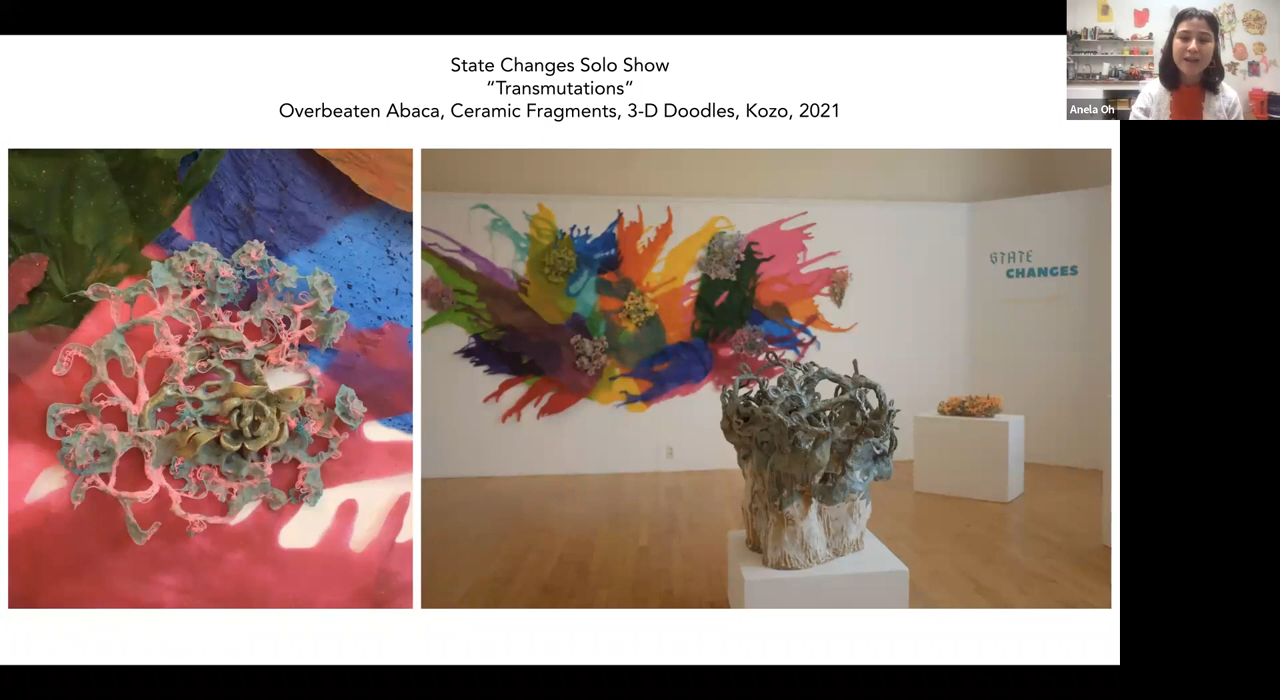 State Changes Solo Show
“Transmutations”
Overbeaten Abaca, Ceramic Fragments, 3-D Doodles, Kozo, 2021
Anela Oh
STATE
CHANGES